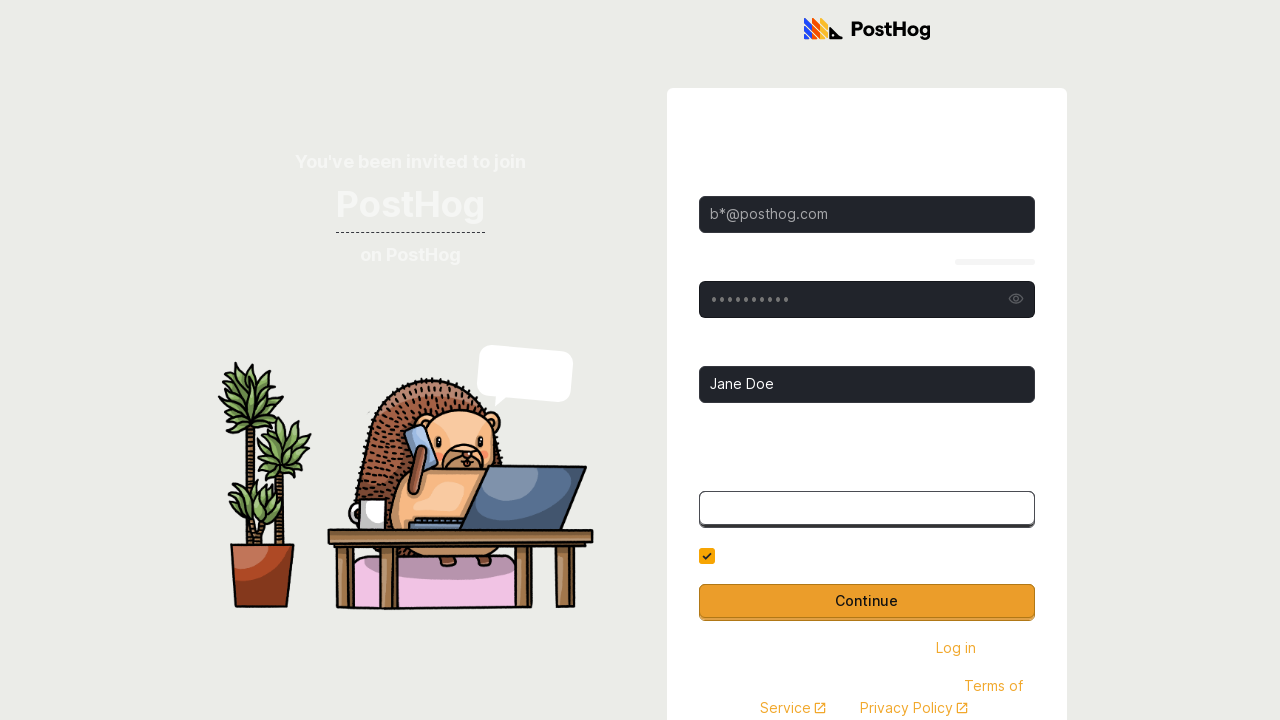 PostHog
You've been invited to join
PostHog
on PostHog
b*@posthog.com
••••••••••
Jane Doe
Continue
Log in
Terms of
Service
Privacy Policy